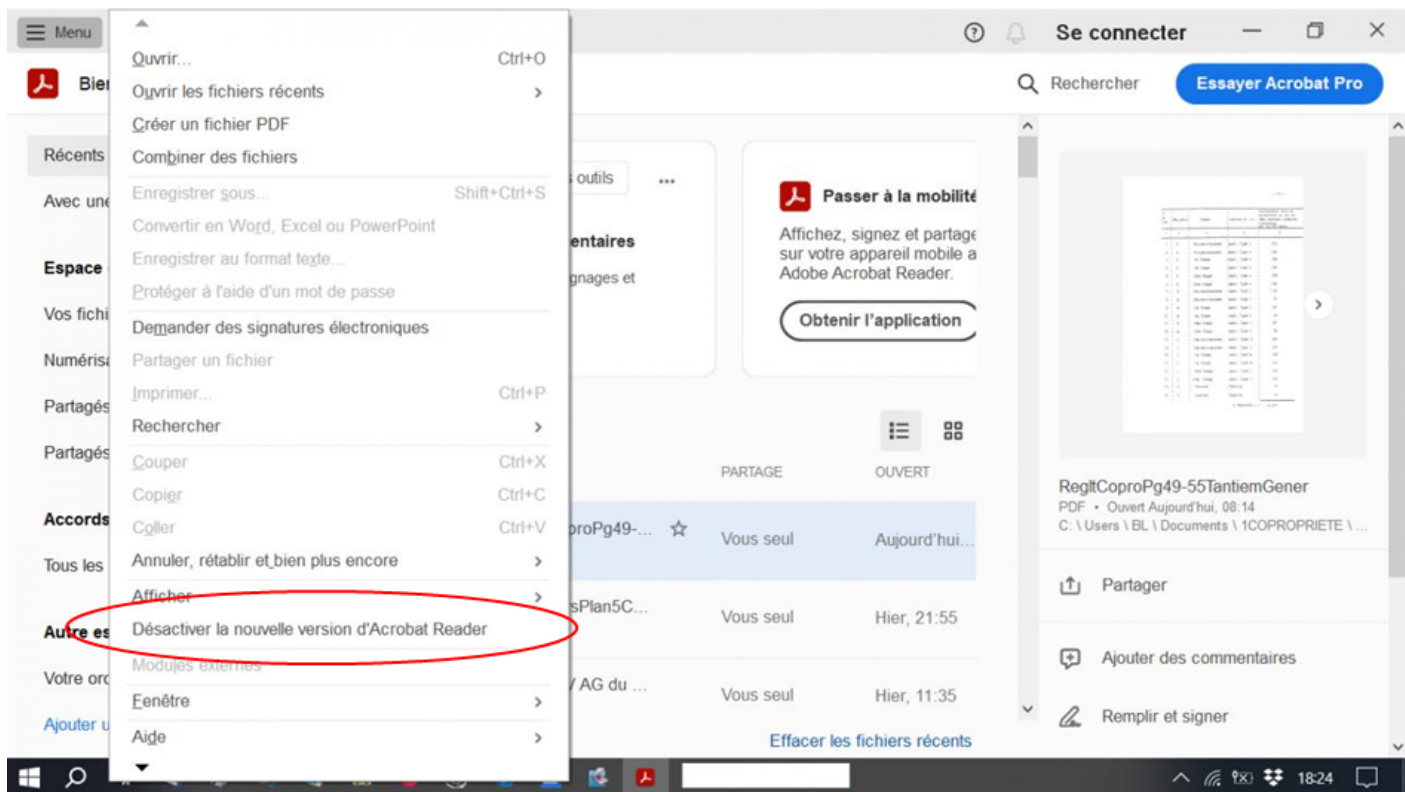 Menu
Se connecter
Bien
Rechercher
Essayer Acrobat Pro
Ouvrir... Ctrl+O
Ouvrir les fichiers récents
Créer un fichier PDF
Combiner des fichiers
Enregistrer sous... Shift+Ctrl+S
Convertir en Word, Excel ou PowerPoint
Enregistrer au format texte...
Protéger à l'aide d'un mot de passe
Demander des signatures électroniques
Partager un fichier
Imprimer... Ctrl+P
Rechercher
Couper Ctrl+X
Copier Ctrl+C
Coller Ctrl+V
Annuler, rétablir et bien plus encore
Afficher
Désactiver la nouvelle version d'Acrobat Reader
Modules externes
Fenêtre
Aide
Récents
Avec une
Espace
Vos fichi
Numérisa
Partagés
Partagés
Accords
Tous les
Autre es
Votre ord
Ajouter u
outils ...
entaires
gnages et
Passer à la mobilité
Affichez, signez et partage
sur votre appareil mobile a
Adobe Acrobat Reader.
Obtenir l'application
PARTAGE OUVERT
oroPg49-... Vous seul Aujourd'hui...
sPlan5C... Vous seul Hier, 21:55
/ AG du ... Vous seul Hier, 11:35
Effacer les fichiers récents
RegltCoproPg49-55TantiemGener
PDF • Ouvert Aujourd'hui, 08:14
C: \ Users \ BL \ Documents \ 1COPROPRIETE \ ...
Partager
Ajouter des commentaires
Remplir et signer
18:24